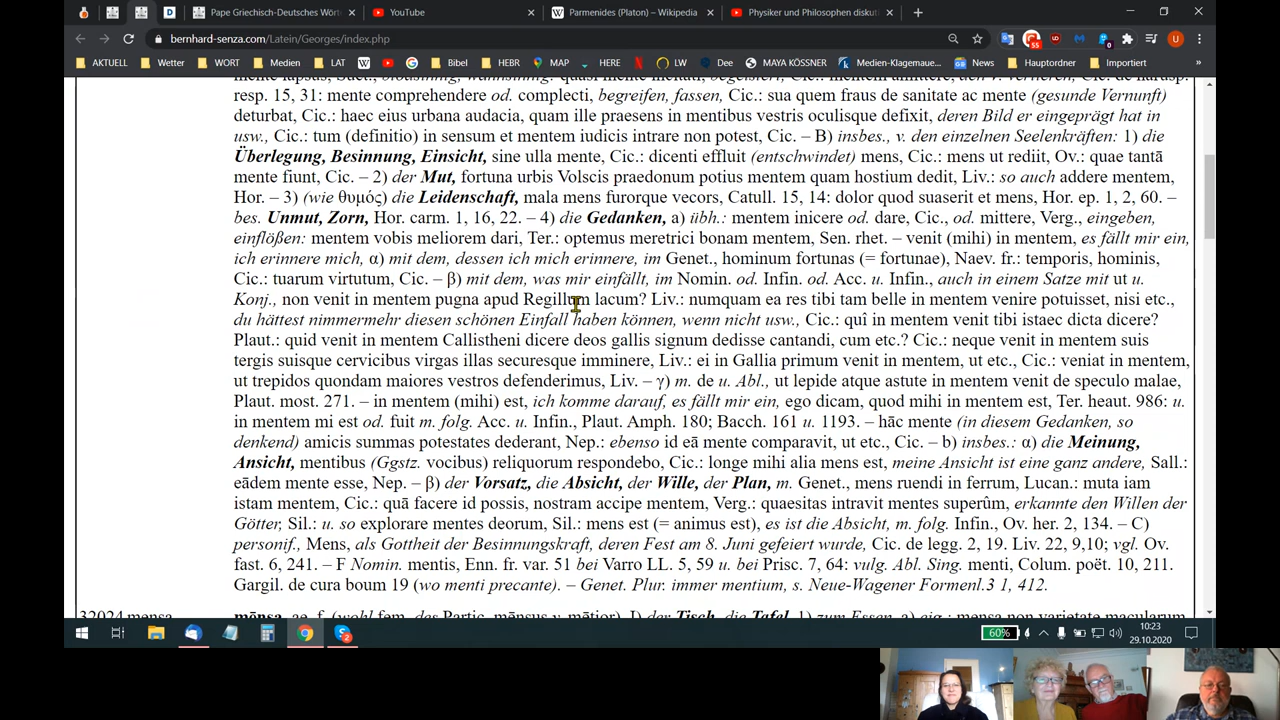 Pape Griechisch-Deutsches Wört
YouTube
Parmenides (Platon) – Wikipedia
Physiker und Philosophen diskut
bernhard-senza.com/Latein/Georges/index.php
55
0
U
AKTUELL Wetter WORT Medien LAT Bibel HEBR MAP HERE LW Dee MAYA KÖSSNER Medien-Klagemaue... News Hauptordner Importiert
resp. 15, 31: mente comprehendere od. complecti, begreifen, fassen, Cic.: sua quem fraus de sanitate ac mente (gesunde Vernunft)
deturbat, Cic.: haec eius urbana audacia, quam ille praesens in mentibus vestris oculisque defixit, deren Bild er eingeprägt hat in
usw., Cic.: tum (definitio) in sensum et mentem iudicis intrare non potest, Cic. – B) insbes., v. den einzelnen Seelenkräften: 1) die
Überlegung, Besinnung, Einsicht, sine ulla mente, Cic.: dicenti effluit (entschwindet) mens, Cic.: mens ut rediit, Ov.: quae tantā
mente fiunt, Cic. – 2) der Mut, fortuna urbis Volscis praedonum potius mentem quam hostium dedit, Liv.: so auch addere mentem,
Hor. – 3) (wie θυμός) die Leidenschaft, mala mens furorque vecors, Catull. 15, 14: dolor quod suaserit et mens, Hor. ep. 1, 2, 60. –
bes. Unmut, Zorn, Hor. carm. 1, 16, 22. – 4) die Gedanken, a) übh.: mentem inicere od. dare, Cic., od. mittere, Verg., eingeben,
einflößen: mentem vobis meliorem dari, Ter.: optemus meretrici bonam mentem, Sen. rhet. – venit (mihi) in mentem, es fällt mir ein,
ich erinnere mich, α) mit dem, dessen ich mich erinnere, im Genet., hominum fortunas (= fortunae), Naev. fr.: temporis, hominis,
Cic.: tuarum virtutum, Cic. – β) mit dem, was mir einfällt, im Nomin. od. Infin. od. Acc. u. Infin., auch in einem Satze mit ut u.
Konj., non venit in mentem pugna apud Regillum lacum? Liv.: numquam ea res tibi tam belle in mentem venire potuisset, nisi etc.,
du hättest nimmermehr diesen schönen Einfall haben können, wenn nicht usw., Cic.: qui in mentem venit tibi istaec dicta dicere?
Plaut.: quid venit in mentem Callistheni dicere deos gallis signum dedisse cantandi, cum etc.? Cic.: neque venit in mentem suis
tergis suisque cervicibus virgas illas securesque imminere, Liv.: ei in Gallia primum venit in mentem, ut etc., Cic.: veniat in mentem,
ut trepidos quondam maiores vestros defenderimus, Liv. – γ) m. de u. Abl., ut lepide atque astute in mentem venit de speculo malae,
Plaut. most. 271. – in mentem (mihi) est, ich komme darauf, es fällt mir ein, ego dicam, quod mihi in mentem est, Ter. heaut. 986: u.
in mentem mi est od. fuit m. folg. Acc. u. Infin., Plaut. Amph. 180; Bacch. 161 u. 1193. – hāc mente (in diesem Gedanken, so
denkend) amicis summas potestates dederant, Nep.: ebenso id eā mente comparavit, ut etc., Cic. – b) insbes.: α) die Meinung,
Ansicht, mentibus (Ggstz. vocibus) reliquorum respondebo, Cic.: longe mihi alia mens est, meine Ansicht ist eine ganz andere, Sall.:
eādem mente esse, Nep. – β) der Vorsatz, die Absicht, der Wille, der Plan, m. Genet., mens ruendi in ferrum, Lucan.: muta iam
istam mentem, Cic.: quā facere id possis, nostram accipe mentem, Verg.: quaesitas intravit mentes superûm, erkannte den Willen der
Götter, Sil.: u. so explorare mentes deorum, Sil.: mens est (= animus est), es ist die Absicht, m. folg. Infin., Ov. her. 2, 134. – C)
personif., Mens, als Gottheit der Besinnungskraft, deren Fest am 8. Juni gefeiert wurde, Cic. de legg. 2, 19. Liv. 22, 9,10; vgl. Ov.
fast. 6, 241. – F Nomin. mentis, Enn. fr. var. 51 bei Varro LL. 5, 59 u. bei Prisc. 7, 64: vulg. Abl. Sing. menti, Colum. poët. 10, 211.
Gargil. de cura boum 19 (wo menti precante). – Genet. Plur. immer mentium, s. Neue-Wagener Formenl.3 1, 412.
32024 mensa mēnsa, ae, f. (wohl fem. des Partic. mēnsus v. mētior), I) der Tisch, die Tafel, 1) zum Essen, a) eig.: mensa non varietate macularum
60%
10:23
29.10.2020